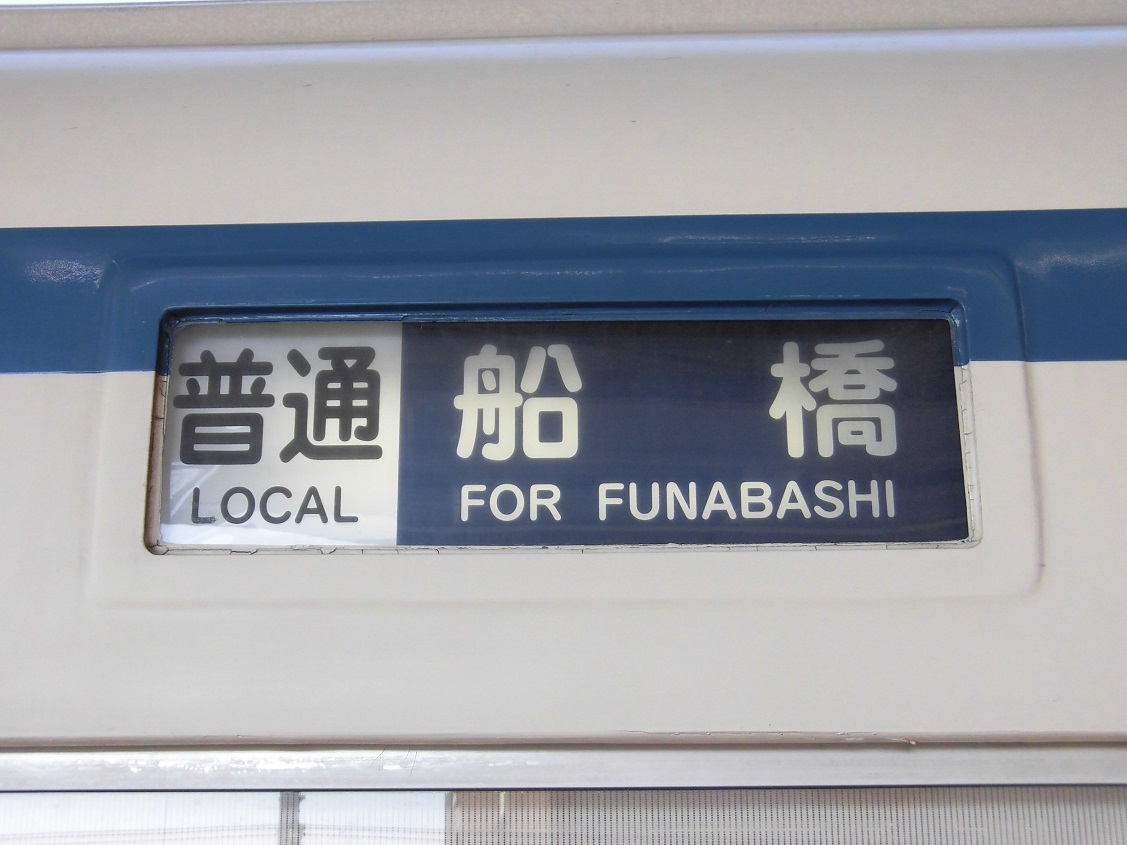 普通 船橋
LOCAL FOR FUNABASHI